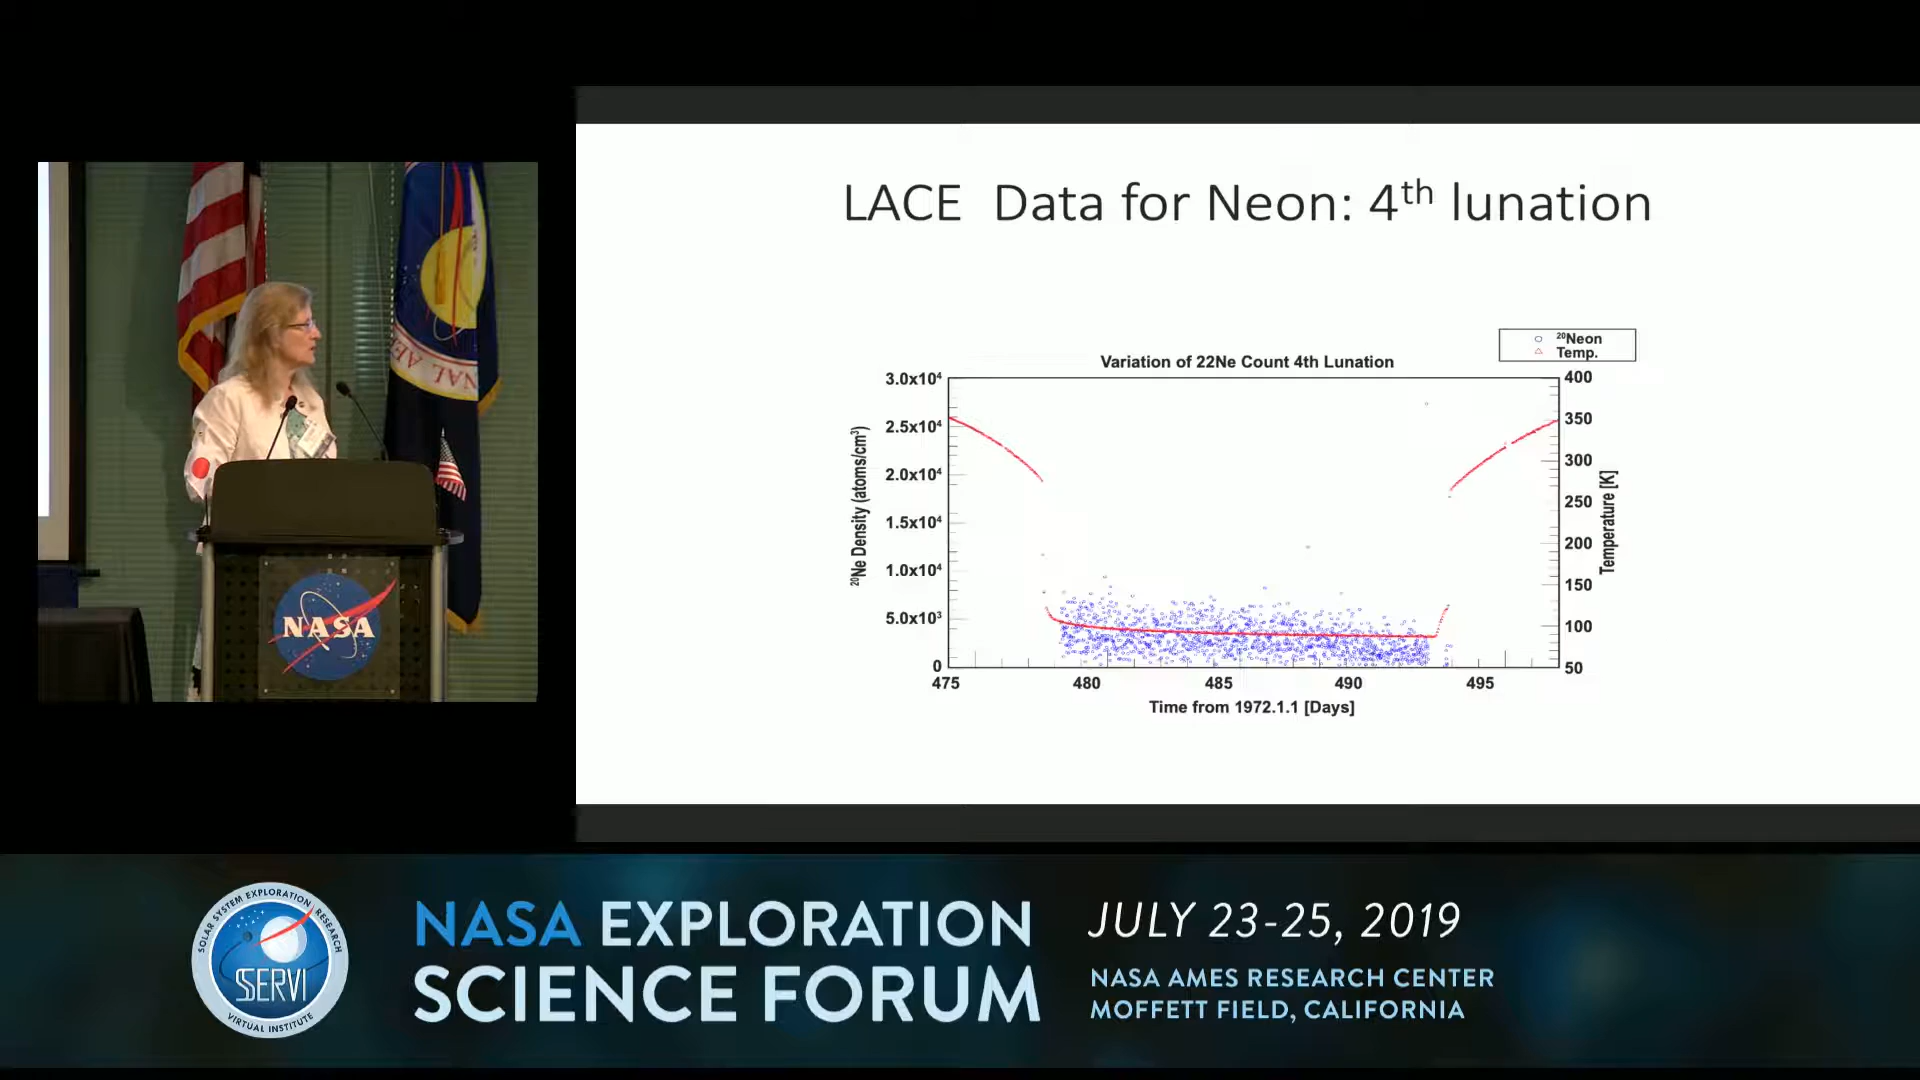 LACE  Data for Neon: 4th lunation
20Neon
Temp.
Variation of 22Ne Count 4th Lunation
3.0x10⁴
2.5x10⁴
2.0x10⁴
1.5x10⁴
1.0x10⁴
5.0x10³
0
20Ne Density (atoms/cm³)
400
350
300
250
200
150
100
50
Temperature [K]
475
480
485
490
495
Time from 1972.1.1 [Days]
NASA
SOLAR SYSTEM EXPLORATION RESEARCH
SSERVI
VIRTUAL INSTITUTE
NASA EXPLORATION
SCIENCE FORUM
JULY 23-25, 2019
NASA AMES RESEARCH CENTER
MOFFETT FIELD, CALIFORNIA